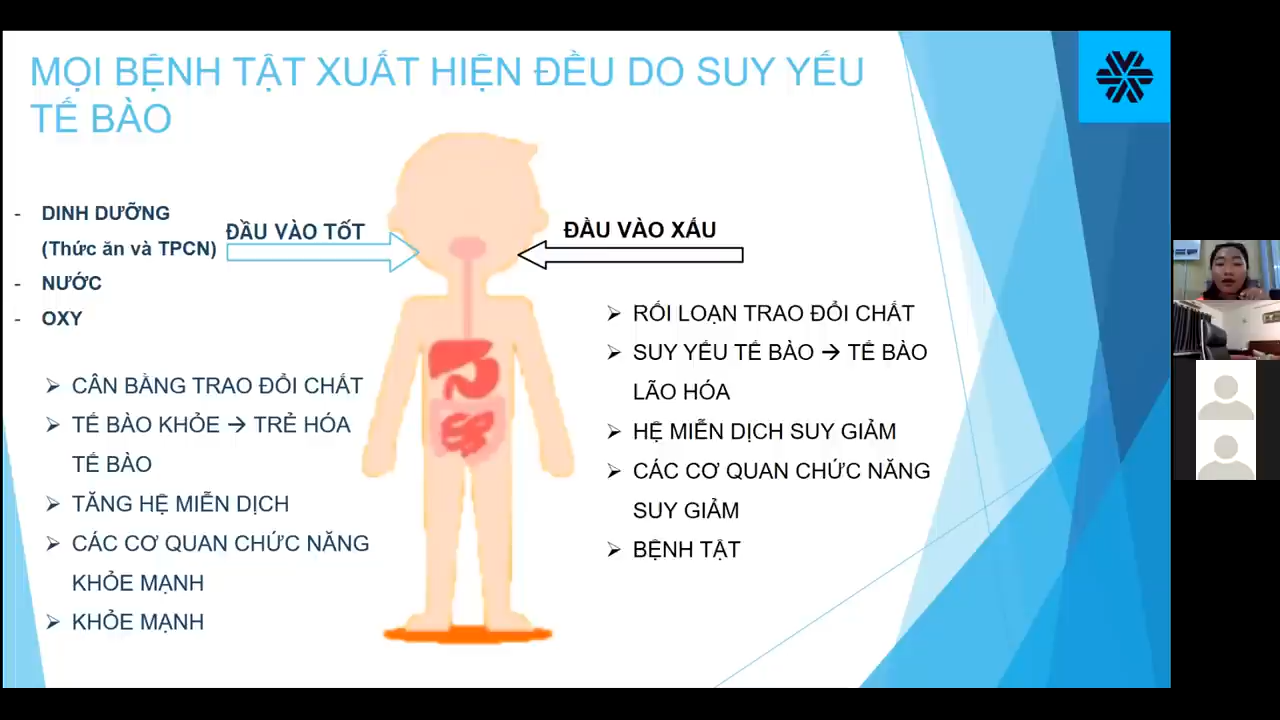 MỌI BỆNH TẬT XUẤT HIỆN ĐỀU DO SUY YẾU
TẾ BÀO
- DINH DƯỠNG
(Thức ăn và TPCN)
- NƯỚC
- OXY
ĐẦU VÀO TỐT
ĐẦU VÀO XẤU
➢ CÂN BẰNG TRAO ĐỔI CHẤT
➢ TẾ BÀO KHỎE → TRẺ HÓA
TẾ BÀO
➢ TĂNG HỆ MIỄN DỊCH
➢ CÁC CƠ QUAN CHỨC NĂNG
KHỎE MẠNH
➢ KHỎE MẠNH
➢ RỐI LOẠN TRAO ĐỔI CHẤT
➢ SUY YẾU TẾ BÀO → TẾ BÀO
LÃO HÓA
➢ HỆ MIỄN DỊCH SUY GIẢM
➢ CÁC CƠ QUAN CHỨC NĂNG
SUY GIẢM
➢ BỆNH TẬT